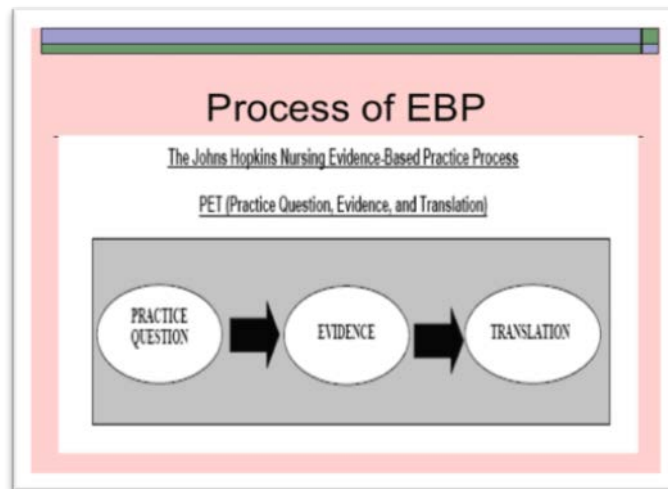 Process of EBP
The Johns Hopkins Nursing Evidence-Based Practice Process
PET (Practice Question, Evidence, and Translation)
PRACTICE
QUESTION
EVIDENCE
TRANSLATION